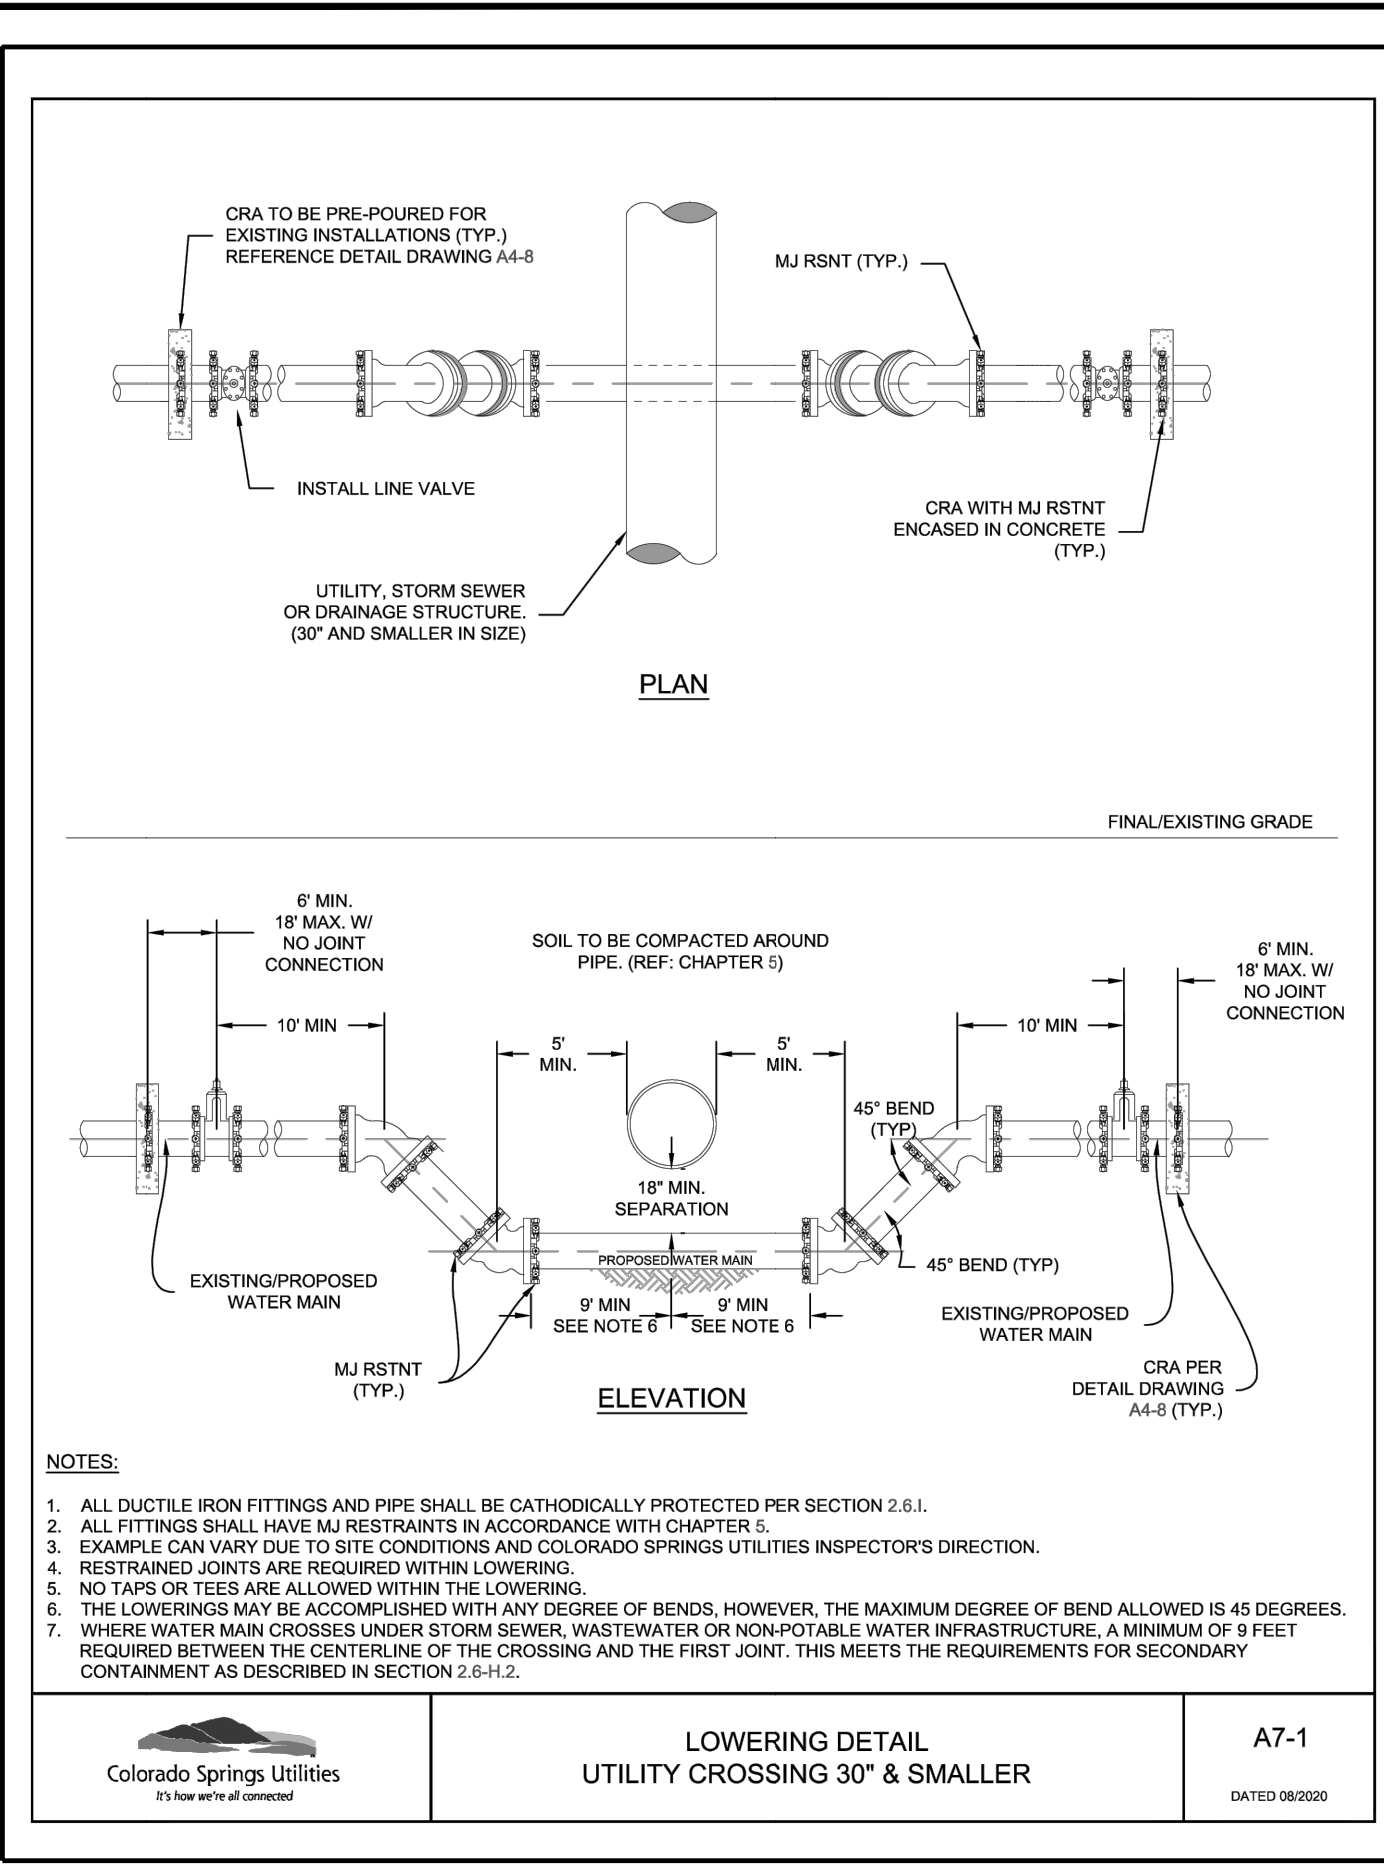 CRA TO BE PRE-POURED FOR
EXISTING INSTALLATIONS (TYP.)
REFERENCE DETAIL DRAWING A4-8
MJ RSNT (TYP.)
INSTALL LINE VALVE
CRA WITH MJ RSTNT
ENCASED IN CONCRETE
(TYP.)
UTILITY, STORM SEWER
OR DRAINAGE STRUCTURE.
(30" AND SMALLER IN SIZE)
PLAN
FINAL/EXISTING GRADE
6' MIN.
18' MAX. W/
NO JOINT
CONNECTION
SOIL TO BE COMPACTED AROUND
PIPE. (REF: CHAPTER 5)
6' MIN.
18' MAX. W/
NO JOINT
CONNECTION
10' MIN
10' MIN
5'
MIN.
5'
MIN.
45° BEND
(TYP)
18" MIN.
SEPARATION
PROPOSED WATER MAIN
45° BEND (TYP)
EXISTING/PROPOSED
WATER MAIN
9' MIN
SEE NOTE 6
9' MIN
SEE NOTE 6
EXISTING/PROPOSED
WATER MAIN
MJ RSTNT
(TYP.)
CRA PER
DETAIL DRAWING
A4-8 (TYP.)
ELEVATION
NOTES:
1. ALL DUCTILE IRON FITTINGS AND PIPE SHALL BE CATHODICALLY PROTECTED PER SECTION 2.6.I.
2. ALL FITTINGS SHALL HAVE MJ RESTRAINTS IN ACCORDANCE WITH CHAPTER 5.
3. EXAMPLE CAN VARY DUE TO SITE CONDITIONS AND COLORADO SPRINGS UTILITIES INSPECTOR'S DIRECTION.
4. RESTRAINED JOINTS ARE REQUIRED WITHIN LOWERING.
5. NO TAPS OR TEES ARE ALLOWED WITHIN THE LOWERING.
6. THE LOWERINGS MAY BE ACCOMPLISHED WITH ANY DEGREE OF BENDS, HOWEVER, THE MAXIMUM DEGREE OF BEND ALLOWED IS 45 DEGREES.
7. WHERE WATER MAIN CROSSES UNDER STORM SEWER, WASTEWATER OR NON-POTABLE WATER INFRASTRUCTURE, A MINIMUM OF 9 FEET
REQUIRED BETWEEN THE CENTERLINE OF THE CROSSING AND THE FIRST JOINT. THIS MEETS THE REQUIREMENTS FOR SECONDARY
CONTAINMENT AS DESCRIBED IN SECTION 2.6-H.2.
Colorado Springs Utilities
It's how we're all connected
LOWERING DETAIL
UTILITY CROSSING 30" & SMALLER
A7-1
DATED 08/2020